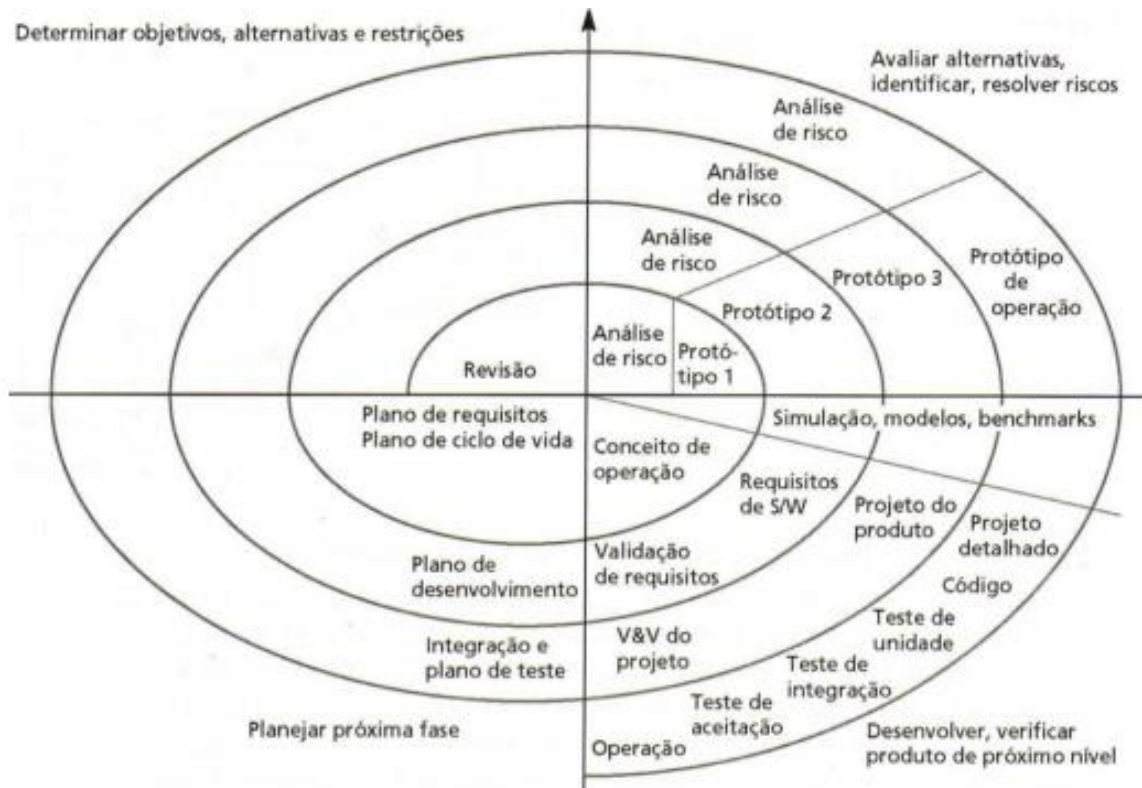 Determinar objetivos, alternativas e restrições
Avaliar alternativas,
identificar, resolver riscos
Análise
de risco
Análise
de risco
Análise
de risco
Protótipo
de
operação
Protótipo 3
Protótipo 2
Análise
de risco
Protó-
tipo 1
Revisão
Plano de requisitos
Plano de ciclo de vida
Simulação, modelos, benchmarks
Conceito de
operação
Requisitos
de S/W
Projeto do
produto
Projeto
detalhado
Plano de
desenvolvimento
Validação
de requisitos
Código
Teste de
unidade
Integração e
plano de teste
V&V do
projeto
Teste de
integração
Teste de
aceitação
Planejar próxima fase
Operação
Desenvolver, verificar
produto de próximo nível